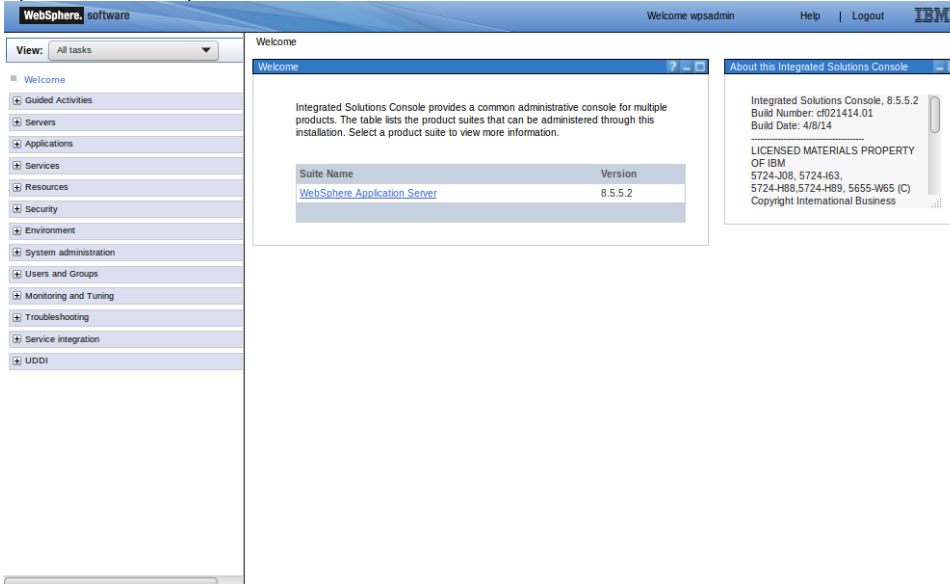 WebSphere. software
Welcome wpsadmin Help | Logout IBM
View: All tasks
Welcome
Guided Activities
Servers
Applications
Services
Resources
Security
Environment
System administration
Users and Groups
Monitoring and Tuning
Troubleshooting
Service integration
UDDI
Welcome
Welcome ?
Integrated Solutions Console provides a common administrative console for multiple
products. The table lists the product suites that can be administered through this
installation. Select a product suite to view more information.
Suite Name Version
WebSphere Application Server 8.5.5.2
About this Integrated Solutions Console
Integrated Solutions Console, 8.5.5.2
Build Number: cf021414.01
Build Date: 4/8/14
----------------------------------
LICENSED MATERIALS PROPERTY
OF IBM
5724-J08, 5724-I63,
5724-H88,5724-H89, 5655-W65 (C)
Copyright International Business